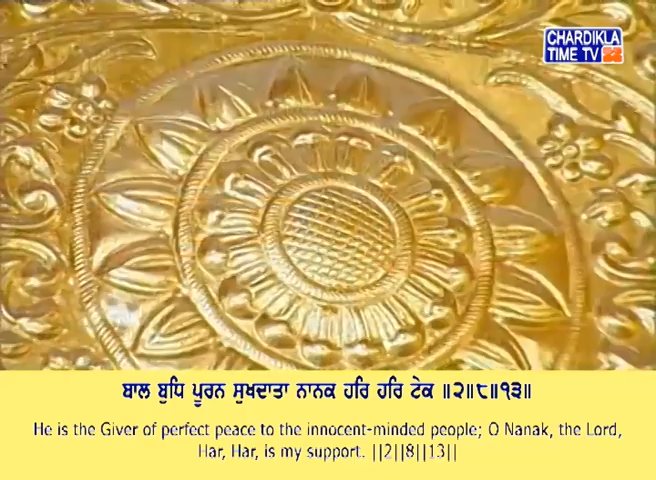 CHARDIKLA
TIME TV
ਬਾਲ ਬੁਧਿ ਪੂਰਨ ਸੁਖਦਾਤਾ ਨਾਨਕ ਹਰਿ ਹਰਿ ਟੇਕ ॥੨॥੮॥੧੩॥
He is the Giver of perfect peace to the innocent-minded people; O Nanak, the Lord,
Har, Har, is my support. ||2||8||13||